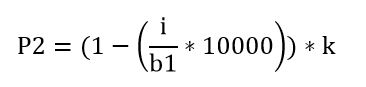 P2 = (1 − (i/b1 * 10000)) * k